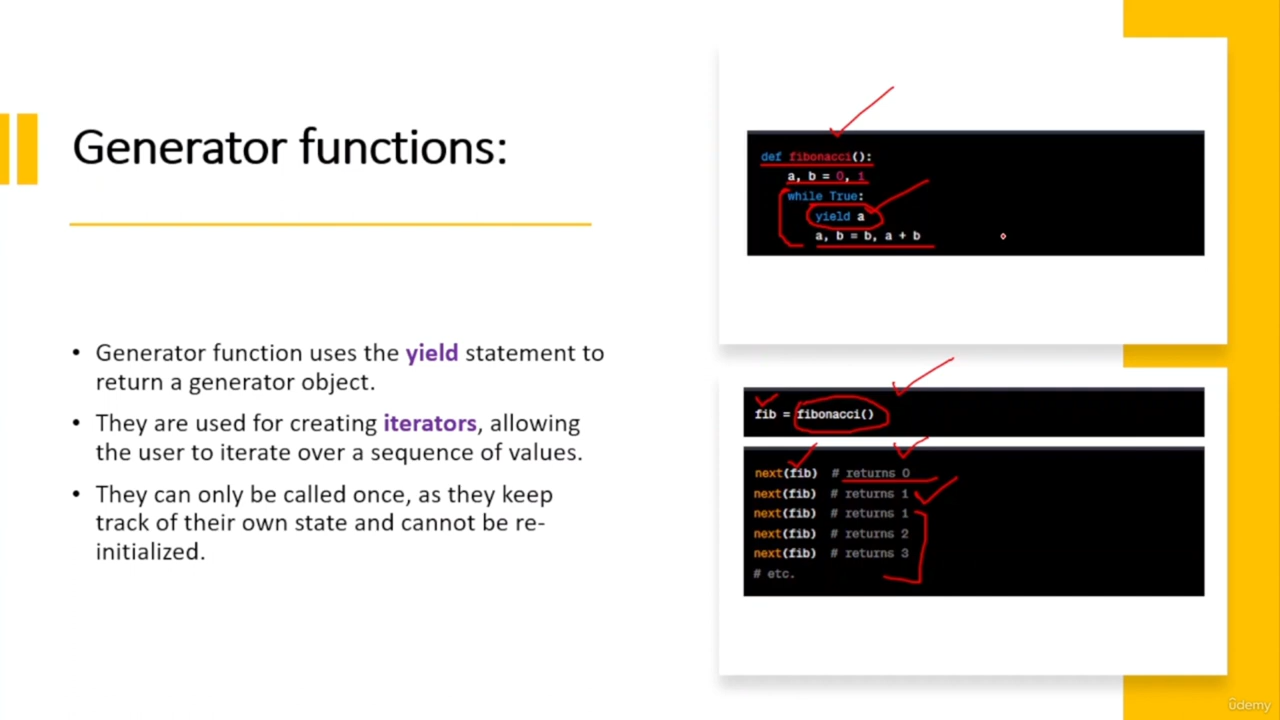 Generator functions:
• Generator function uses the yield statement to
return a generator object.
• They are used for creating iterators, allowing
the user to iterate over a sequence of values.
• They can only be called once, as they keep
track of their own state and cannot be re-
initialized.
def fibonacci():
    a, b = 0, 1
    while True:
        yield a
        a, b = b, a + b
fib = fibonacci()
next(fib)  # returns 0
next(fib)  # returns 1
next(fib)  # returns 1
next(fib)  # returns 2
next(fib)  # returns 3
# etc.
ûdemy